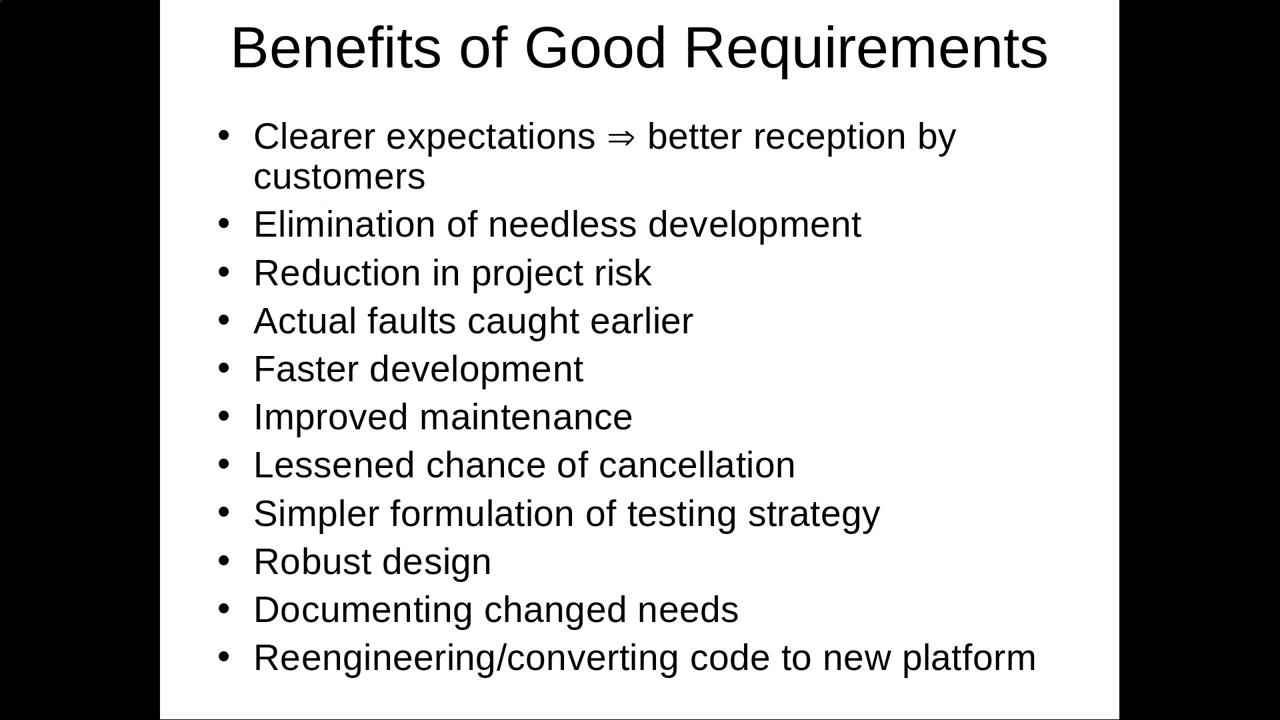 Benefits of Good Requirements
• Clearer expectations ⇒ better reception by
customers
• Elimination of needless development
• Reduction in project risk
• Actual faults caught earlier
• Faster development
• Improved maintenance
• Lessened chance of cancellation
• Simpler formulation of testing strategy
• Robust design
• Documenting changed needs
• Reengineering/converting code to new platform